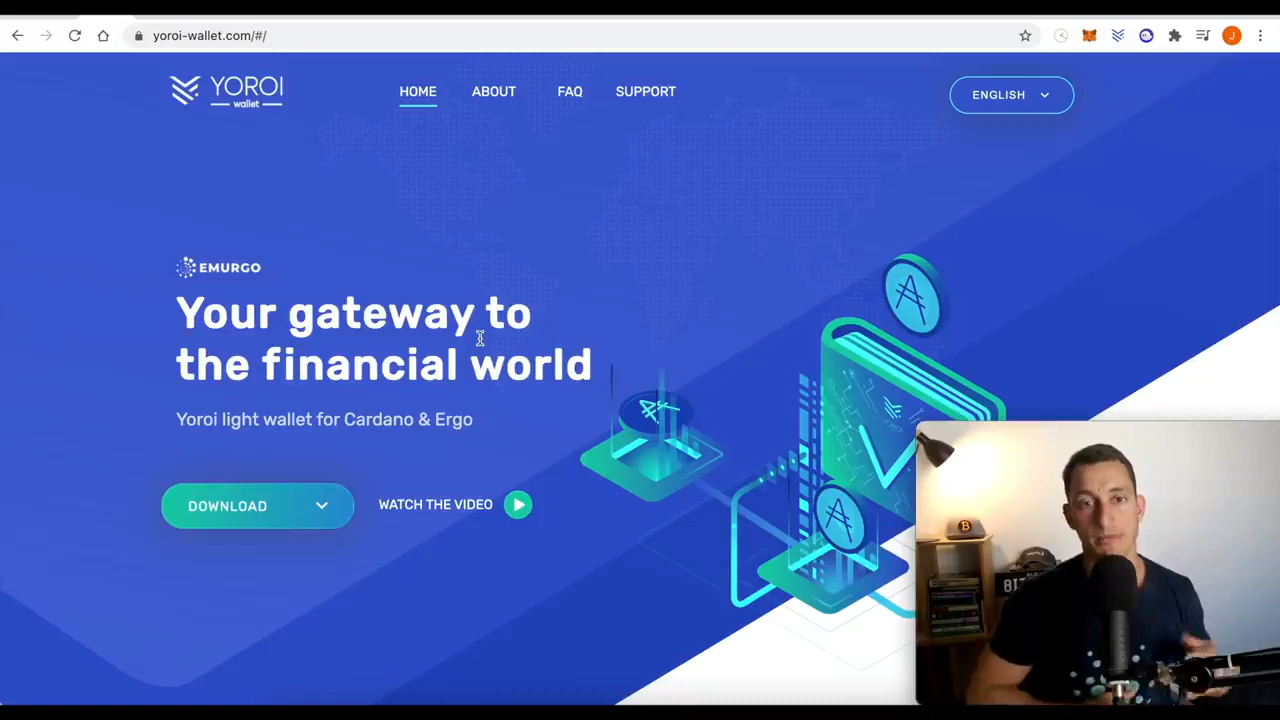 yoroi-wallet.com/#/
J
YOROI
wallet
HOME
ABOUT
FAQ
SUPPORT
ENGLISH
EMURGO
Your gateway to
the financial world
Yoroi light wallet for Cardano & Ergo
DOWNLOAD
WATCH THE VIDEO